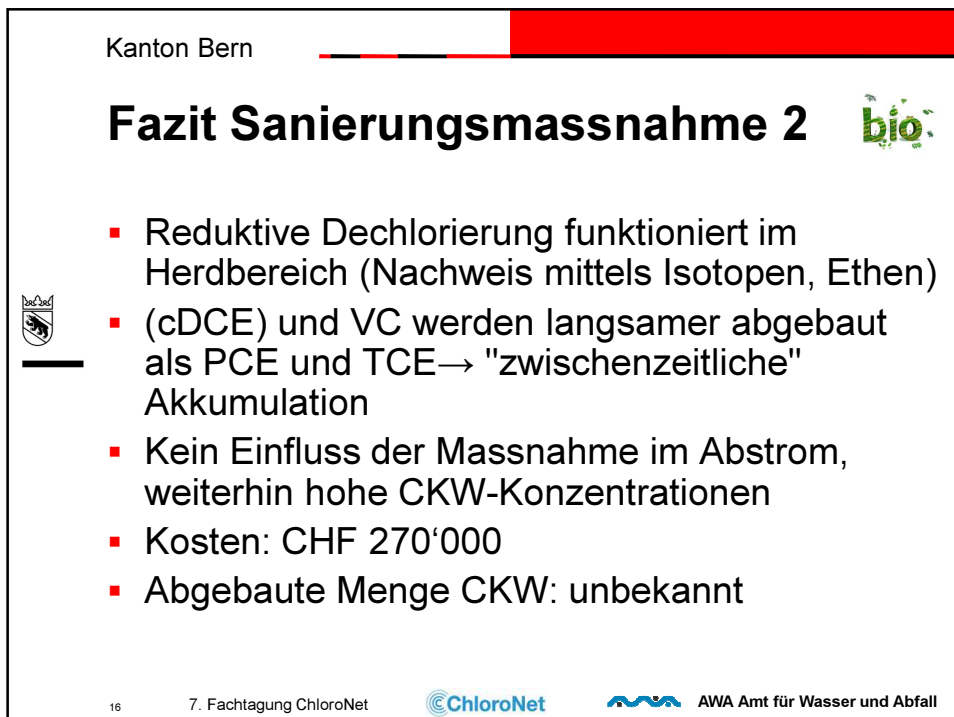 Kanton Bern
Fazit Sanierungsmassnahme 2
bio
▪ Reduktive Dechlorierung funktioniert im
Herdbereich (Nachweis mittels Isotopen, Ethen)
▪ (cDCE) und VC werden langsamer abgebaut
als PCE und TCE→ "zwischenzeitliche"
Akkumulation
▪ Kein Einfluss der Massnahme im Abstrom,
weiterhin hohe CKW-Konzentrationen
▪ Kosten: CHF 270‘000
▪ Abgebaute Menge CKW: unbekannt
16 7. Fachtagung ChloroNet ChloroNet AWA Amt für Wasser und Abfall